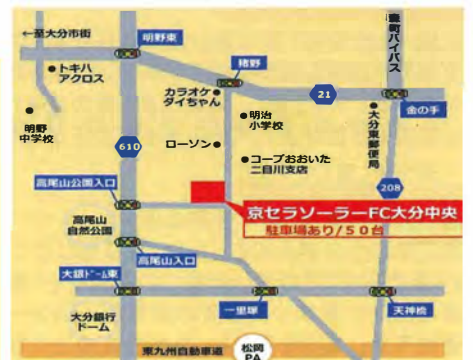 ←至大分市街
明野東
猪野
鶴町バイパス
トキハ
アクロス
カラオケ
ダイちゃん
21
金の手
明野
中学校
明治
小学校
大分東郵便局
610
ローソン
コープおおいた
二目川支店
208
高尾山公園入口
京セラソーラーFC大分中央
駐車場あり/50台
高尾山
自然公園
高尾山入口
大銀ドーム東
一里塚
天神橋
大分銀行
ドーム
東九州自動車道
松岡
PA